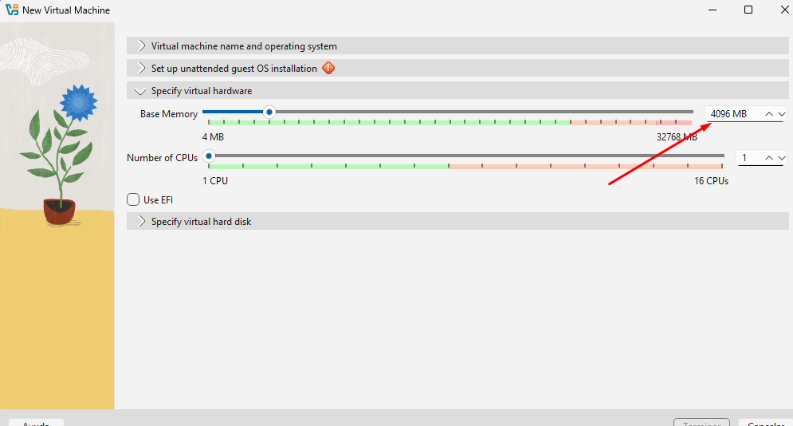 New Virtual Machine
Virtual machine name and operating system
Set up unattended guest OS installation
Specify virtual hardware
Base Memory
4096 MB
4 MB
32768 MB
Number of CPUs
1
1 CPU
16 CPUs
Use EFI
Specify virtual hard disk
Ayuda
Terminar
Cancelar